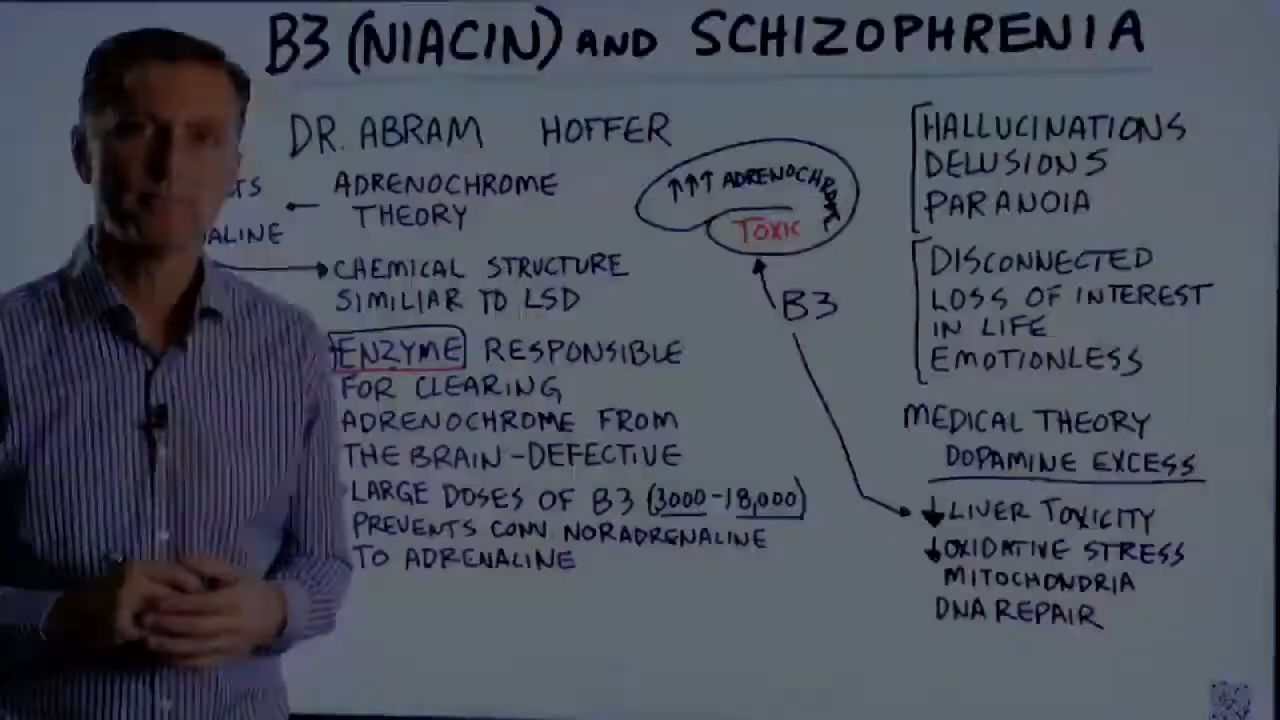 B3 (NIACIN) AND SCHIZOPHRENIA
DR. ABRAM HOFFER
ADRENOCHROME
THEORY
CHEMICAL STRUCTURE
SIMILIAR TO LSD
ENZYME RESPONSIBLE
FOR CLEARING
ADRENOCHROME FROM
THE BRAIN - DEFECTIVE
LARGE DOSES OF B3 (3000 - 18,000)
PREVENTS CONV. NORADRENALINE
TO ADRENALINE
↑↑↑ ADRENOCHROME
TOXIC
B3
HALLUCINATIONS
DELUSIONS
PARANOIA
DISCONNECTED
LOSS OF INTEREST
IN LIFE
EMOTIONLESS
MEDICAL THEORY
DOPAMINE EXCESS
↓ LIVER TOXICITY
↓ OXIDATIVE STRESS
MITOCHONDRIA
DNA REPAIR